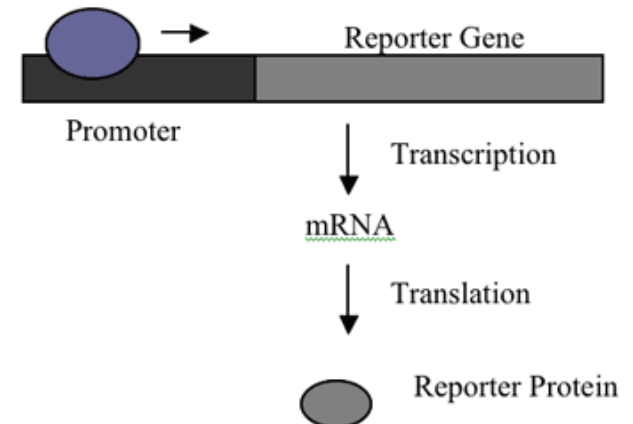 Reporter Gene
Promoter
Transcription
mRNA
Translation
Reporter Protein